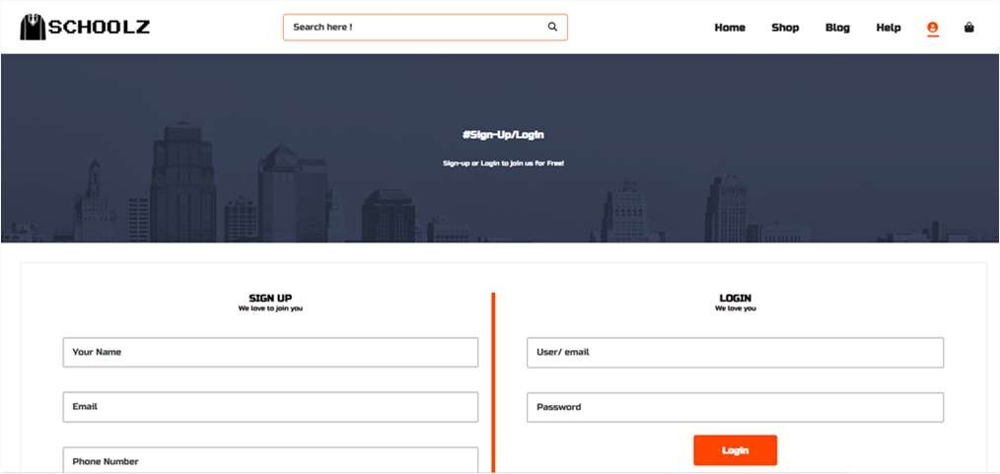 SCHOOLZ
Search here !
Home Shop Blog Help
#Sign-Up/Login
Sign-up or Login to join us for Free!
SIGN UP
We love to join you
Your Name
Email
Phone Number
LOGIN
We love you
User/ email
Password
Login